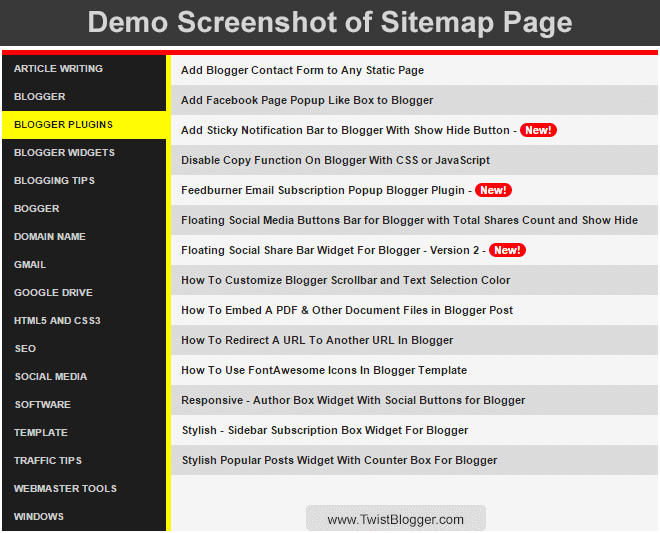 Demo Screenshot of Sitemap Page
ARTICLE WRITING
BLOGGER
BLOGGER PLUGINS
BLOGGER WIDGETS
BLOGGING TIPS
BOGGER
DOMAIN NAME
GMAIL
GOOGLE DRIVE
HTML5 AND CSS3
SEO
SOCIAL MEDIA
SOFTWARE
TEMPLATE
TRAFFIC TIPS
WEBMASTER TOOLS
WINDOWS
Add Blogger Contact Form to Any Static Page
Add Facebook Page Popup Like Box to Blogger
Add Sticky Notification Bar to Blogger With Show Hide Button - New!
Disable Copy Function On Blogger With CSS or JavaScript
Feedburner Email Subscription Popup Blogger Plugin - New!
Floating Social Media Buttons Bar for Blogger with Total Shares Count and Show Hide
Floating Social Share Bar Widget For Blogger - Version 2 - New!
How To Customize Blogger Scrollbar and Text Selection Color
How To Embed A PDF & Other Document Files in Blogger Post
How To Redirect A URL To Another URL In Blogger
How To Use FontAwesome Icons In Blogger Template
Responsive - Author Box Widget With Social Buttons for Blogger
Stylish - Sidebar Subscription Box Widget For Blogger
Stylish Popular Posts Widget With Counter Box For Blogger
www.TwistBlogger.com